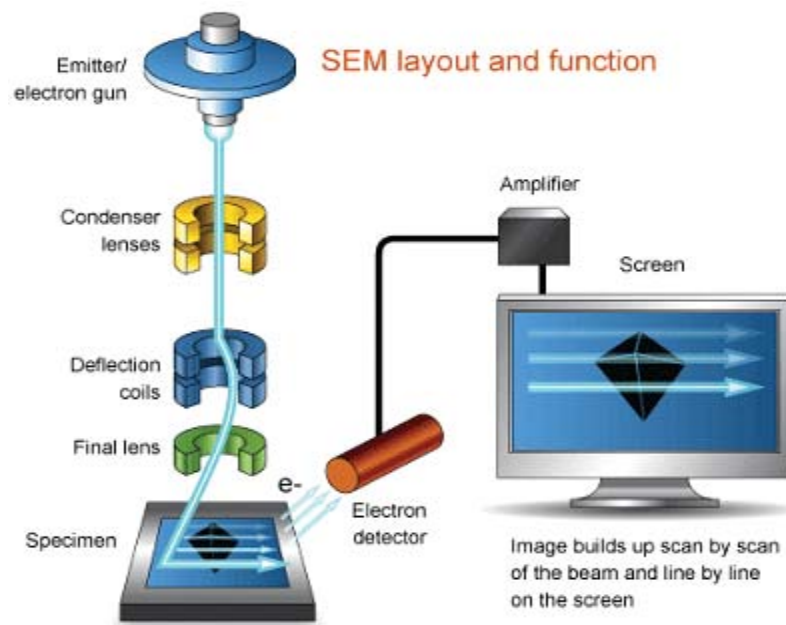 SEM layout and function
Emitter/
electron gun
Condenser
lenses
Deflection
coils
Final lens
Specimen
e-
Electron
detector
Amplifier
Screen
Image builds up scan by scan
of the beam and line by line
on the screen